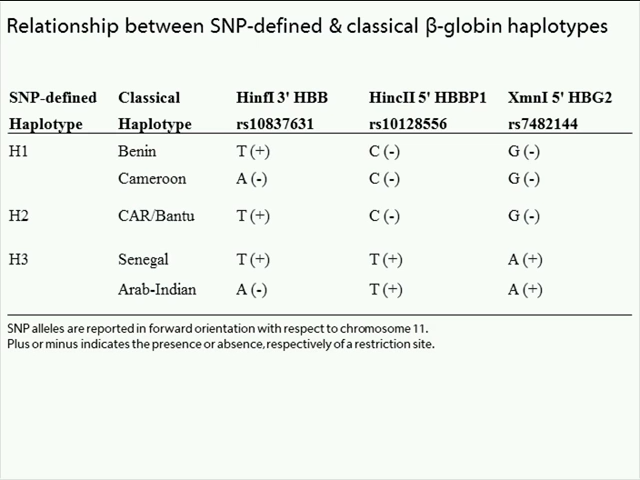 Relationship between SNP-defined & classical β-globin haplotypes
SNP-defined Classical HinfI 3' HBB HincII 5' HBBP1 XmnI 5' HBG2
Haplotype Haplotype rs10837631 rs10128556 rs7482144
H1 Benin T (+) C (-) G (-)
Cameroon A (-) C (-) G (-)
H2 CAR/Bantu T (+) C (-) G (-)
H3 Senegal T (+) T (+) A (+)
Arab-Indian A (-) T (+) A (+)
SNP alleles are reported in forward orientation with respect to chromosome 11.
Plus or minus indicates the presence or absence, respectively of a restriction site.